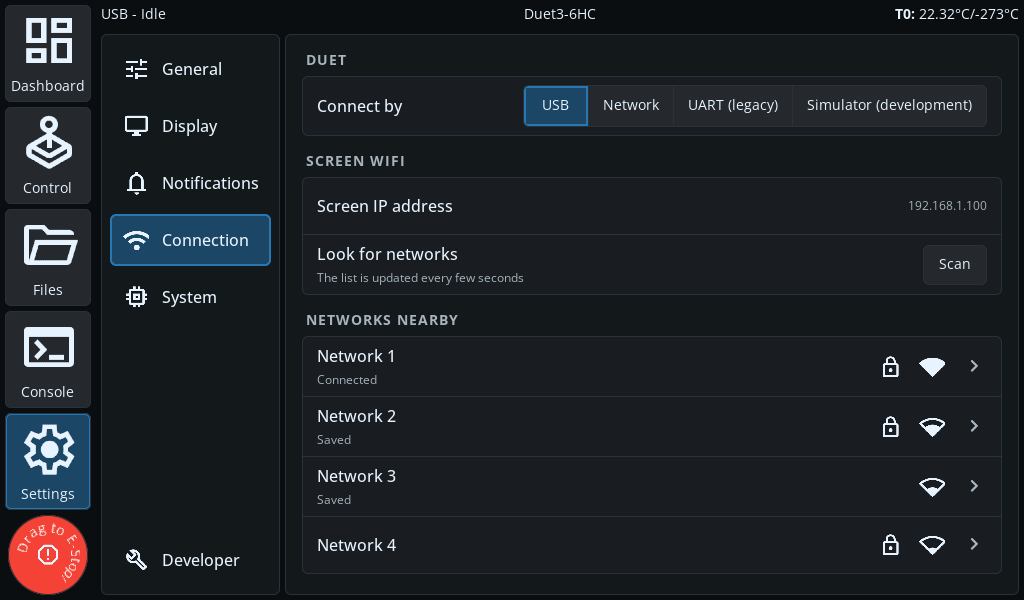 USB - Idle
Duet3-6HC
T0: 22.32°C/-273°C
Dashboard
Control
Files
Console
Settings
Drag to E-Stop!
General
Display
Notifications
Connection
System
Developer
DUET
Connect by
USB
Network
UART (legacy)
Simulator (development)
SCREEN WIFI
Screen IP address
192.168.1.100
Look for networks
The list is updated every few seconds
Scan
NETWORKS NEARBY
Network 1
Connected
Network 2
Saved
Network 3
Saved
Network 4